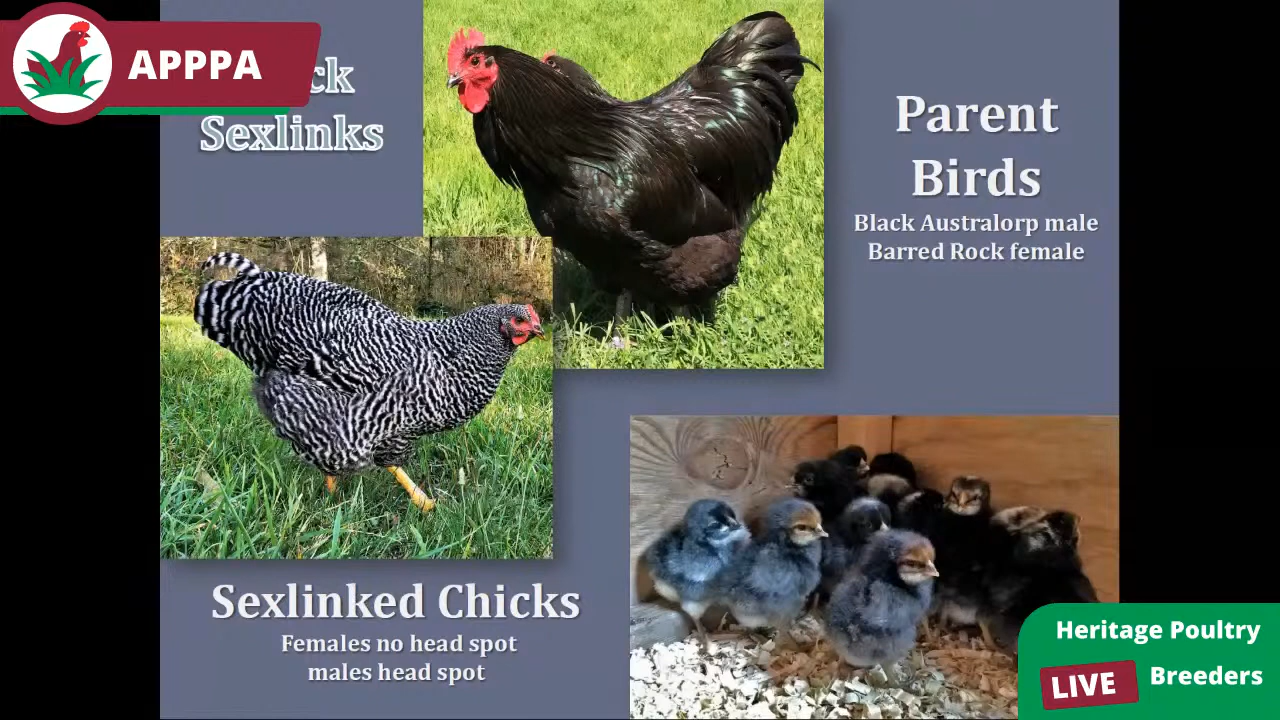 APPPA
Sexlinks
Parent
Birds
Black Australorp male
Barred Rock female
Sexlinked Chicks
Females no head spot
males head spot
Heritage Poultry
LIVE Breeders